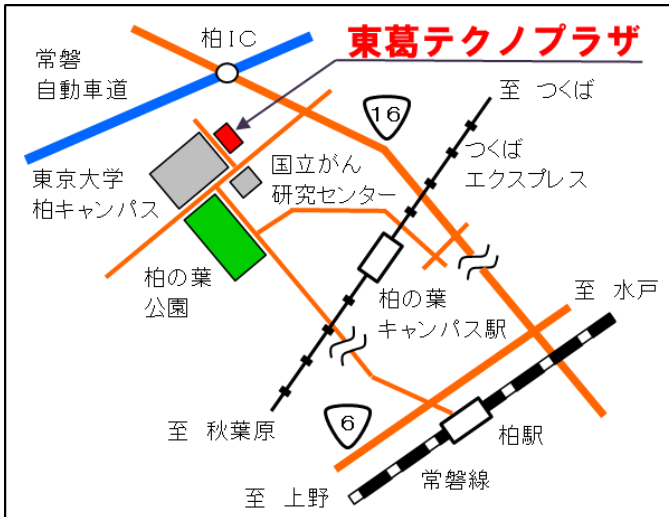 柏IC
東葛テクノプラザ
常磐
自動車道
至 つくば
16
つくば
エクスプレス
国立がん
研究センター
東京大学
柏キャンパス
柏の葉
公園
柏の葉
キャンパス駅
至 水戸
至 秋葉原
6
柏駅
常磐線
至 上野